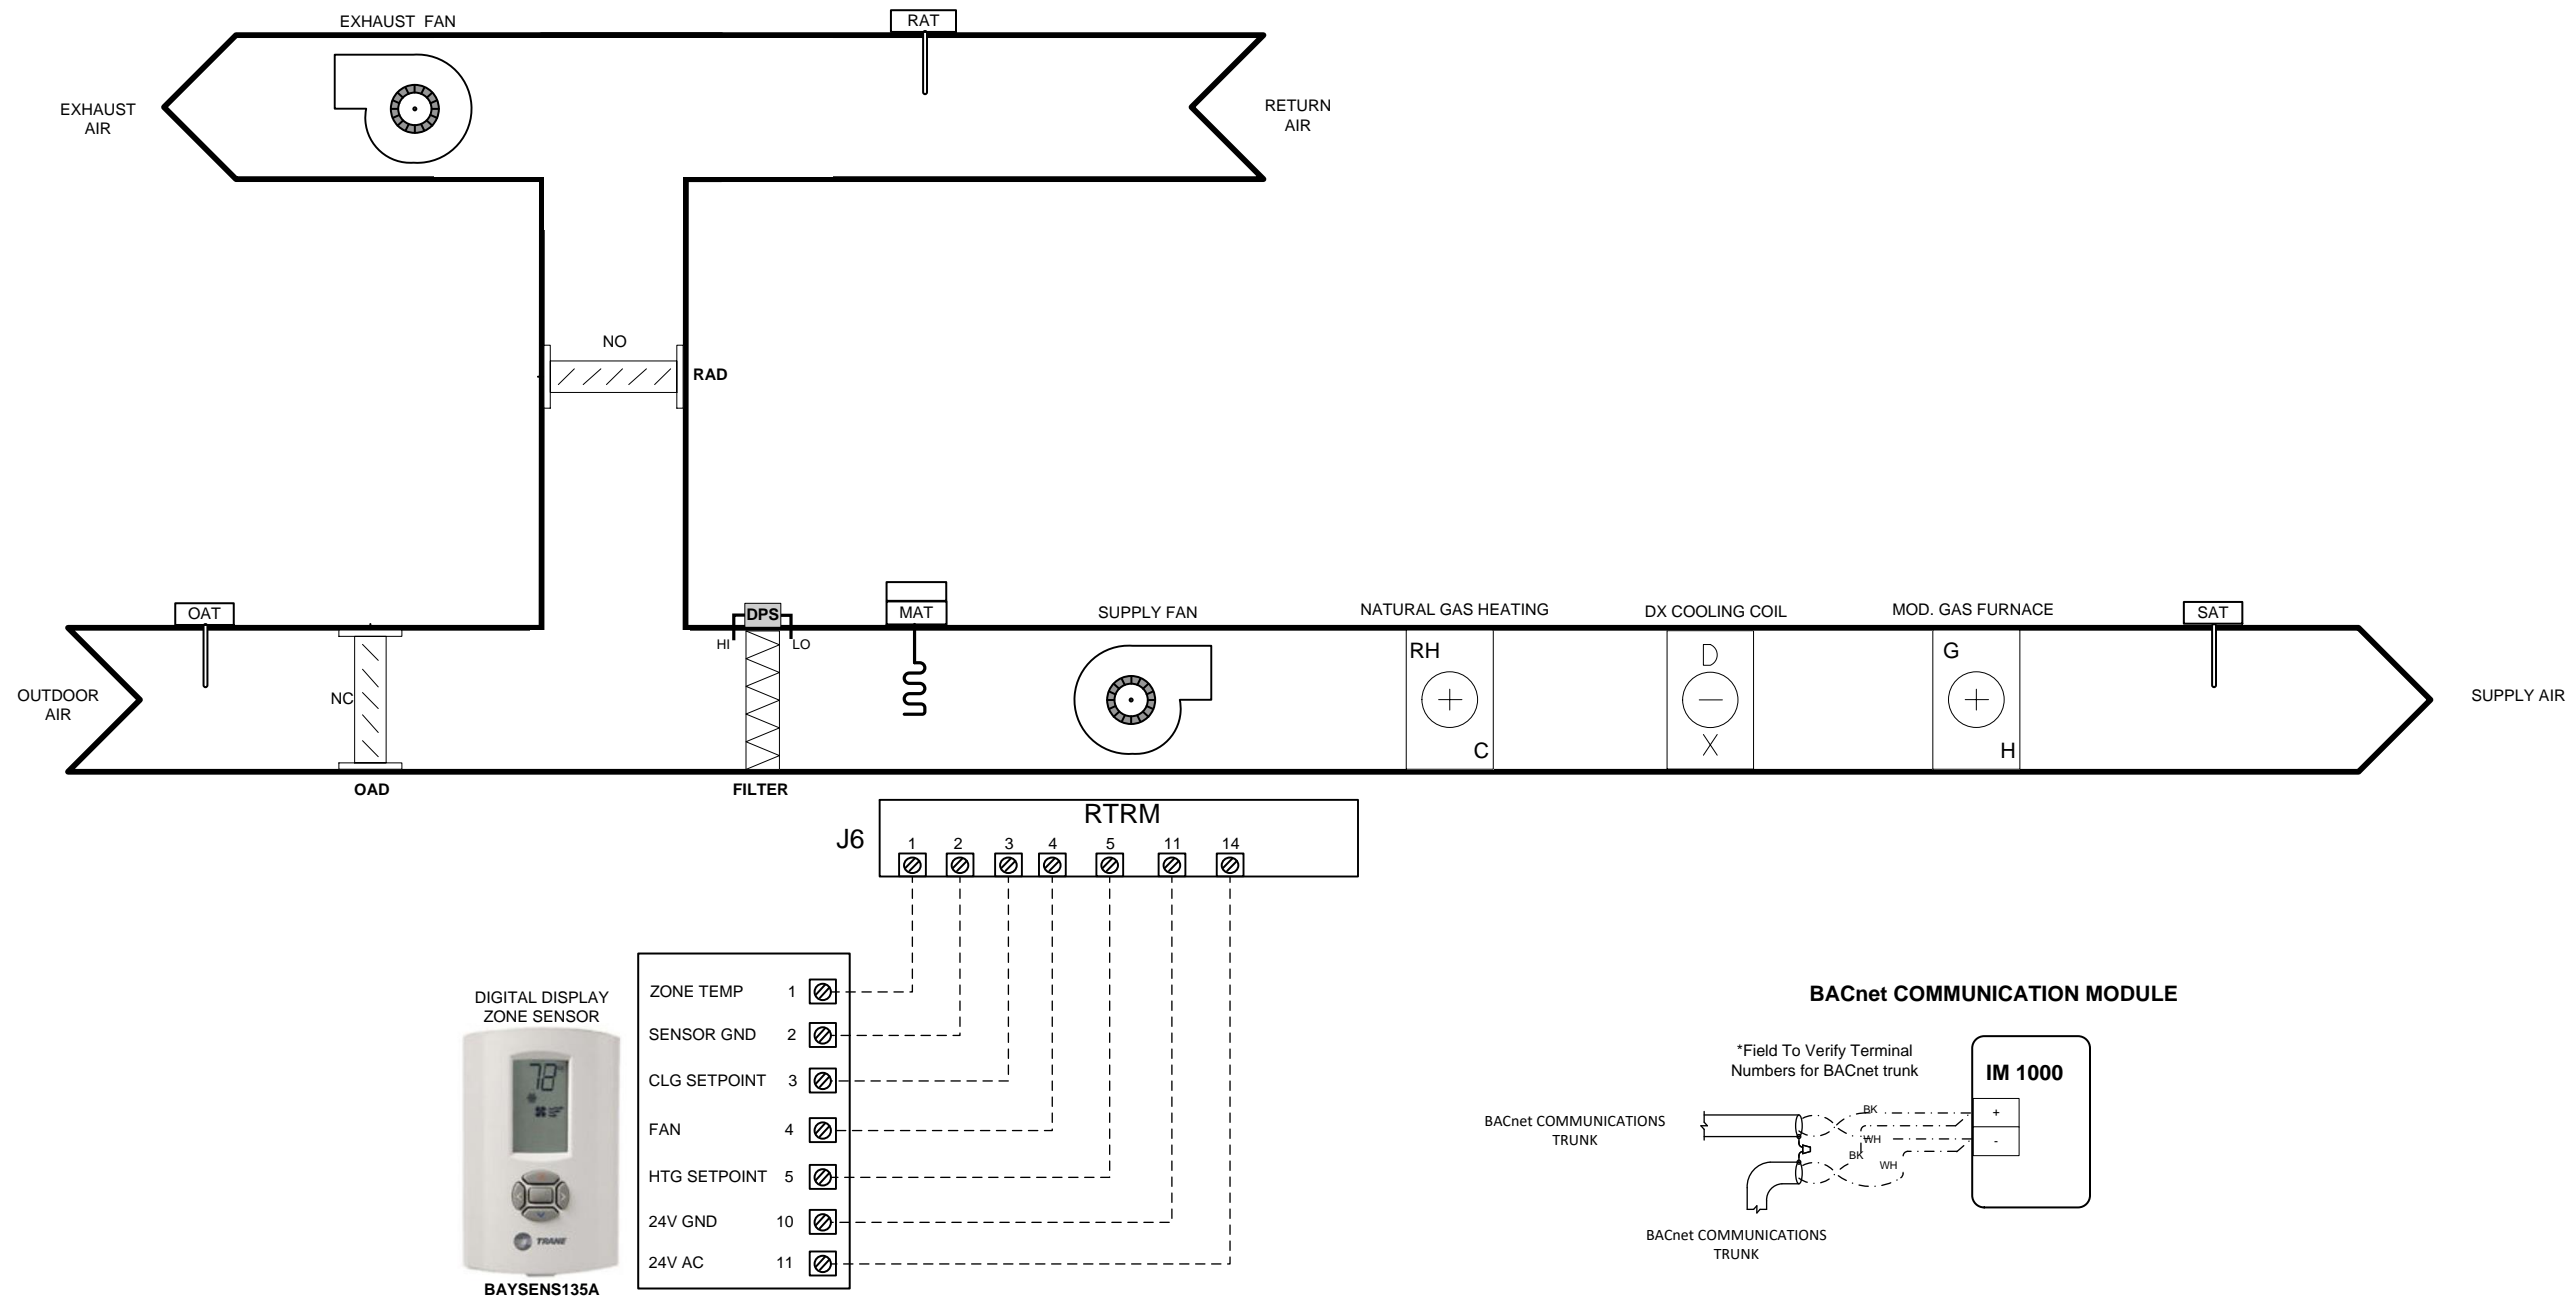 EXHAUST FAN
RAT
EXHAUST
AIR
RETURN
AIR
NO
RAD
OAT
DPS
HI
LO
MAT
SUPPLY FAN
NATURAL GAS HEATING
DX COOLING COIL
MOD. GAS FURNACE
SAT
OUTDOOR
AIR
NC
RH
C
D
X
G
H
SUPPLY AIR
OAD
FILTER
RTRM
J6
1 2 3 4 5 11 14
DIGITAL DISPLAY
ZONE SENSOR
78
TRANE
BAYSENS135A
ZONE TEMP 1
SENSOR GND 2
CLG SETPOINT 3
FAN 4
HTG SETPOINT 5
24V GND 10
24V AC 11
BACnet COMMUNICATION MODULE
*Field To Verify Terminal
Numbers for BACnet trunk
IM 1000
+
-
BK
WH
BK
WH
BACnet COMMUNICATIONS
TRUNK
BACnet COMMUNICATIONS
TRUNK